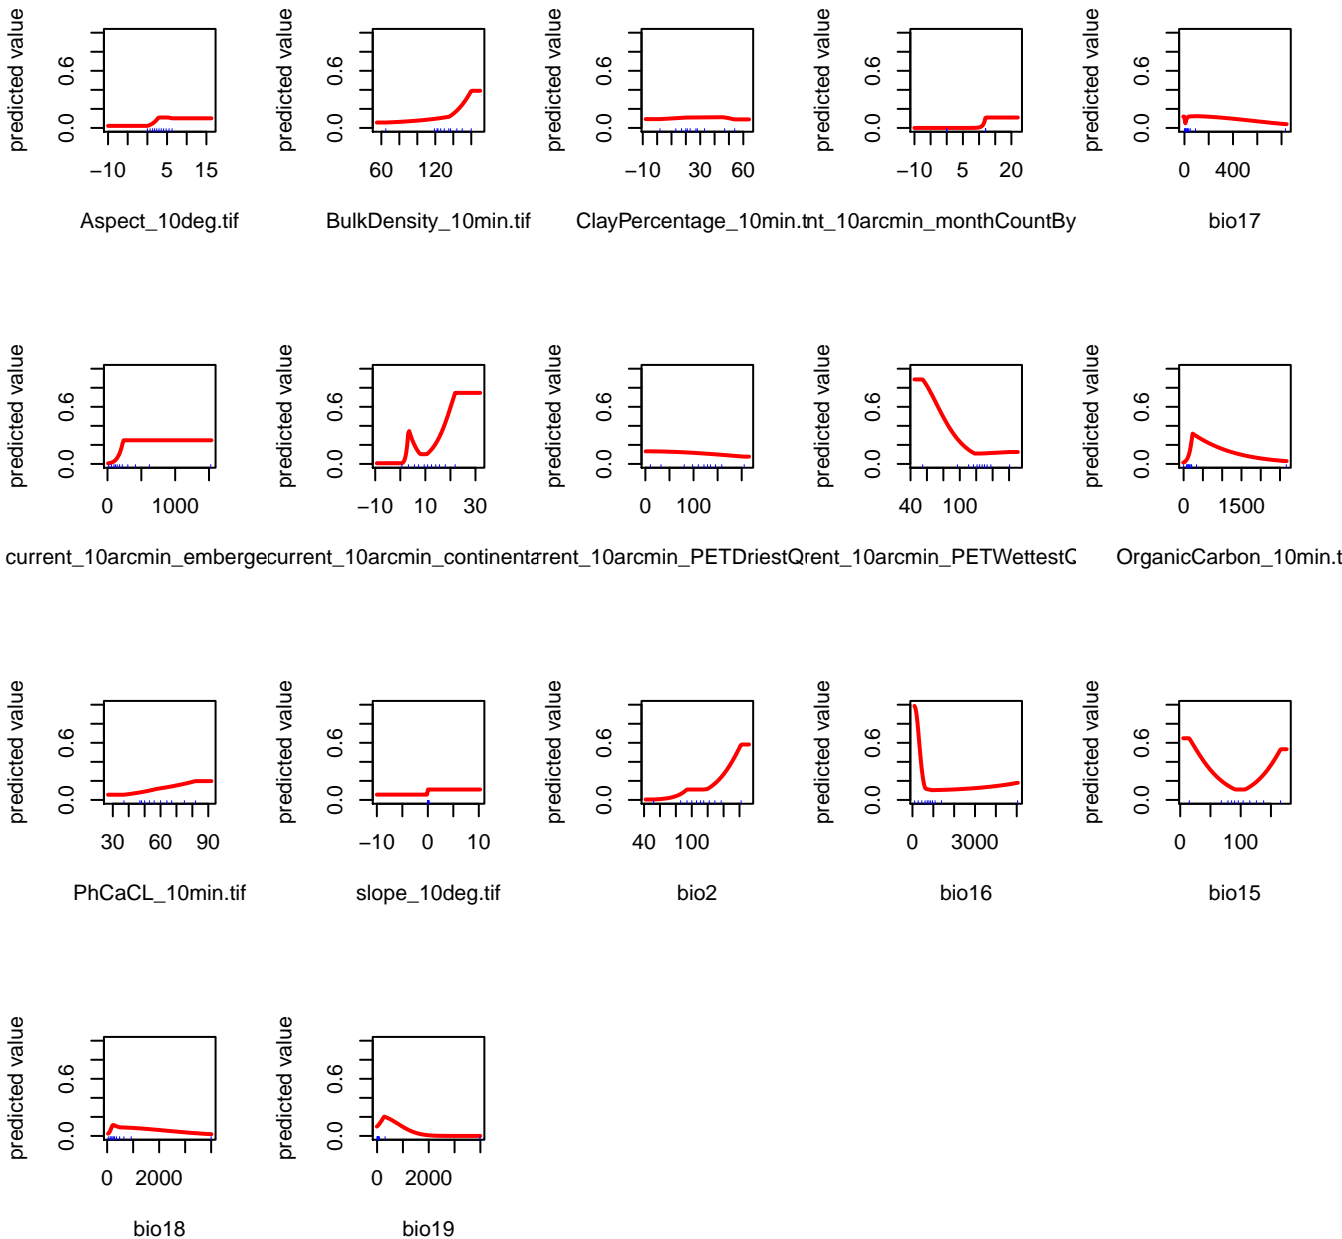 predicted value
0.0 0.6
−10 5 15
Aspect_10deg.tif
predicted value
0.0 0.6
60 120
BulkDensity_10min.tif
predicted value
0.0 0.6
−10 30 60
ClayPercentage_10min.t
predicted value
0.0 0.6
−10 5 20
nt_10arcmin_monthCountBy
predicted value
0.0 0.6
0 400
bio17
predicted value
0.0 0.6
0 1000
current_10arcmin_emberge
predicted value
0.0 0.6
−10 10 30
current_10arcmin_continenta
predicted value
0.0 0.6
0 100
rrent_10arcmin_PETDriestQ
predicted value
0.0 0.6
40 100
rent_10arcmin_PETWettestQ
predicted value
0.0 0.6
0 1500
OrganicCarbon_10min.t
predicted value
0.0 0.6
30 60 90
PhCaCL_10min.tif
predicted value
0.0 0.6
−10 0 10
slope_10deg.tif
predicted value
0.0 0.6
40 100
bio2
predicted value
0.0 0.6
0 3000
bio16
predicted value
0.0 0.6
0 100
bio15
predicted value
0.0 0.6
0 2000
bio18
predicted value
0.0 0.6
0 2000
bio19